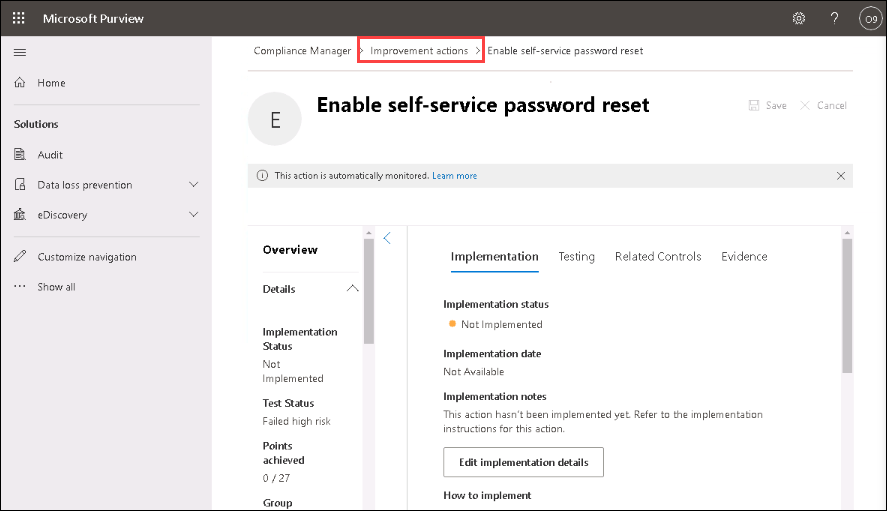 Microsoft Purview
O9
Compliance Manager > Improvement actions > Enable self-service password reset
Home
Solutions
Audit
Data loss prevention
eDiscovery
Customize navigation
Show all
E
Enable self-service password reset
Save
Cancel
This action is automatically monitored. Learn more
Overview
Details
Implementation
Status
Not
Implemented
Test Status
Failed high risk
Points
achieved
0 / 27
Group
Implementation
Testing
Related Controls
Evidence
Implementation status
Not Implemented
Implementation date
Not Available
Implementation notes
This action hasn't been implemented yet. Refer to the implementation
instructions for this action.
Edit implementation details
How to implement